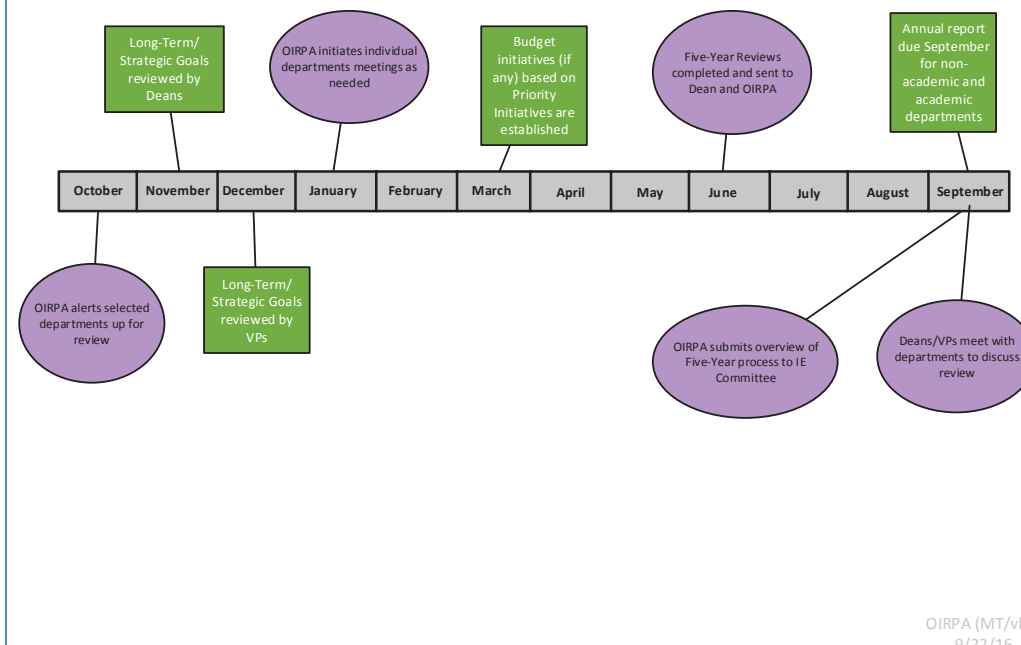 Long-Term/
Strategic Goals
reviewed by
Deans
OIRPA initiates individual
departments meetings as
needed
Budget
initiatives (if
any) based on
Priority
Initiatives are
established
Five-Year Reviews
completed and sent to
Dean and OIRPA
Annual report
due September
for non-
academic and
academic
departments
October November December January February March April May June July August September
OIRPA alerts selected
departments up for
review
Long-Term/
Strategic Goals
reviewed by
VPs
OIRPA submits overview of
Five-Year process to IE
Committee
Deans/VPs meet with
departments to discuss
review
OIRPA
9/22/16